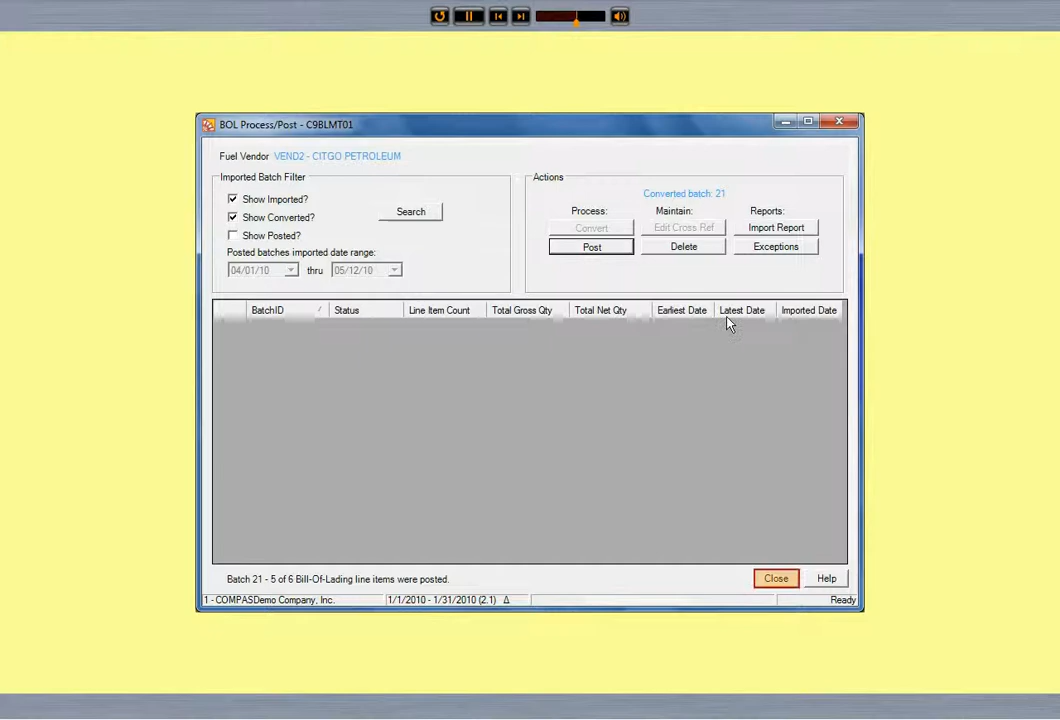 BOL Process/Post - C9BLMT01
Fuel Vendor VEND2 - CITGO PETROLEUM
Imported Batch Filter
Show Imported?
Show Converted?
Search
Show Posted?
Posted batches imported date range:
04/01/10 thru 05/12/10
Actions
Converted batch: 21
Process: Maintain: Reports:
Convert Edit Cross Ref Import Report
Post Delete Exceptions
BatchID Status Line Item Count Total Gross Qty Total Net Qty Earliest Date Latest Date Imported Date
Batch 21 - 5 of 6 Bill-Of-Lading line items were posted.
Close Help
1 - COMPASDemo Company, Inc. 1/1/2010 - 1/31/2010 (2.1) Δ Ready